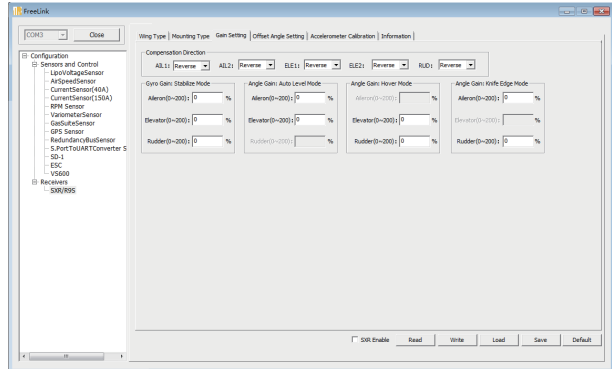 FreeLink
COM3 Close
Configuration
Sensors and Control
LipoVoltageSensor
AirSpeedSensor
CurrentSensor(40A)
CurrentSensor(150A)
RPM Sensor
VariometerSensor
GasSuiteSensor
GPS Sensor
RedundancyBusSensor
S.PortToUARTConverter S
SD-1
ESC
VS600
Receivers
SXR/R9S
Wing Type Mounting Type Gain Setting Offset Angle Setting Accelerometer Calibration Information
Compensation Direction
AIL1: Reverse AIL2: Reverse ELE1: Reverse ELE2: Reverse RUD: Reverse
Gyro Gain: Stabilize Mode Angle Gain: Auto Level Mode Angle Gain: Hover Mode Angle Gain: Knife Edge Mode
Aileron(0~200): 0 % Aileron(0~200): 0 % Aileron(0~200): % Aileron(0~200): 0 %
Elevator(0~200): 0 % Elevator(0~200): 0 % Elevator(0~200): 0 % Elevator(0~200): %
Rudder(0~200): 0 % Rudder(0~200): % Rudder(0~200): 0 % Rudder(0~200): 0 %
SXR Enable Read Write Load Save Default